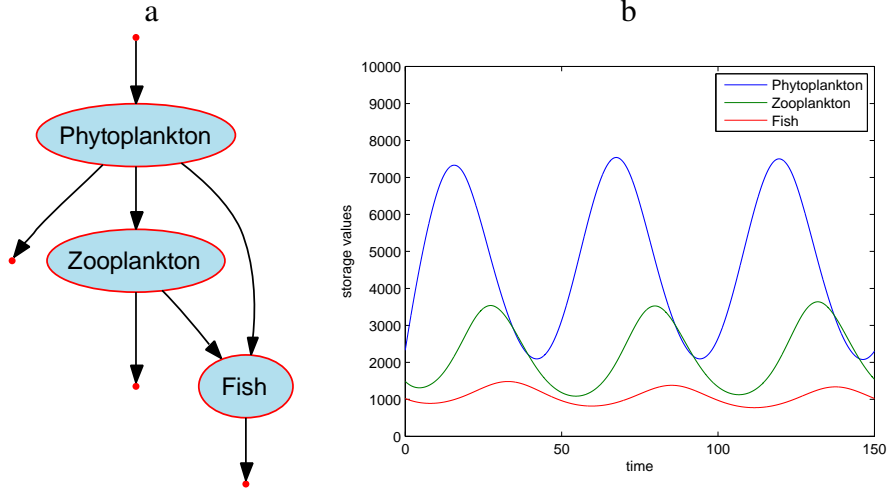 a
Phytoplankton
Zooplankton
Fish
b
10000
9000
8000
7000
6000
5000
4000
3000
2000
1000
0
storage values
0 50 100 150
time
Phytoplankton
Zooplankton
Fish